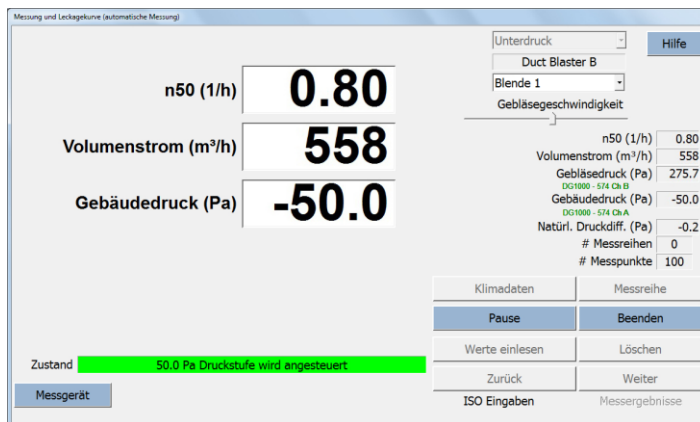 Messung und Leckagekurve (automatische Messung)
Unterdruck
Hilfe
Duct Blaster B
Blende 1
Gebläsegeschwindigkeit
n50 (1/h) 0.80
Volumenstrom (m³/h) 558
Gebäudedruck (Pa) -50.0
n50 (1/h) 0.80
Volumenstrom (m³/h) 558
Gebläsedruck (Pa) 275.7
DG1000 - 574 Ch B
Gebäudedruck (Pa) -50.0
DG1000 - 574 Ch A
Natürl. Druckdiff. (Pa) -0.2
# Messreihen 0
# Messpunkte 100
Klimadaten Messreihe
Pause Beenden
Werte einlesen Löschen
Zurück Weiter
ISO Eingaben Messergebnisse
Zustand 50.0 Pa Druckstufe wird angesteuert
Messgerät